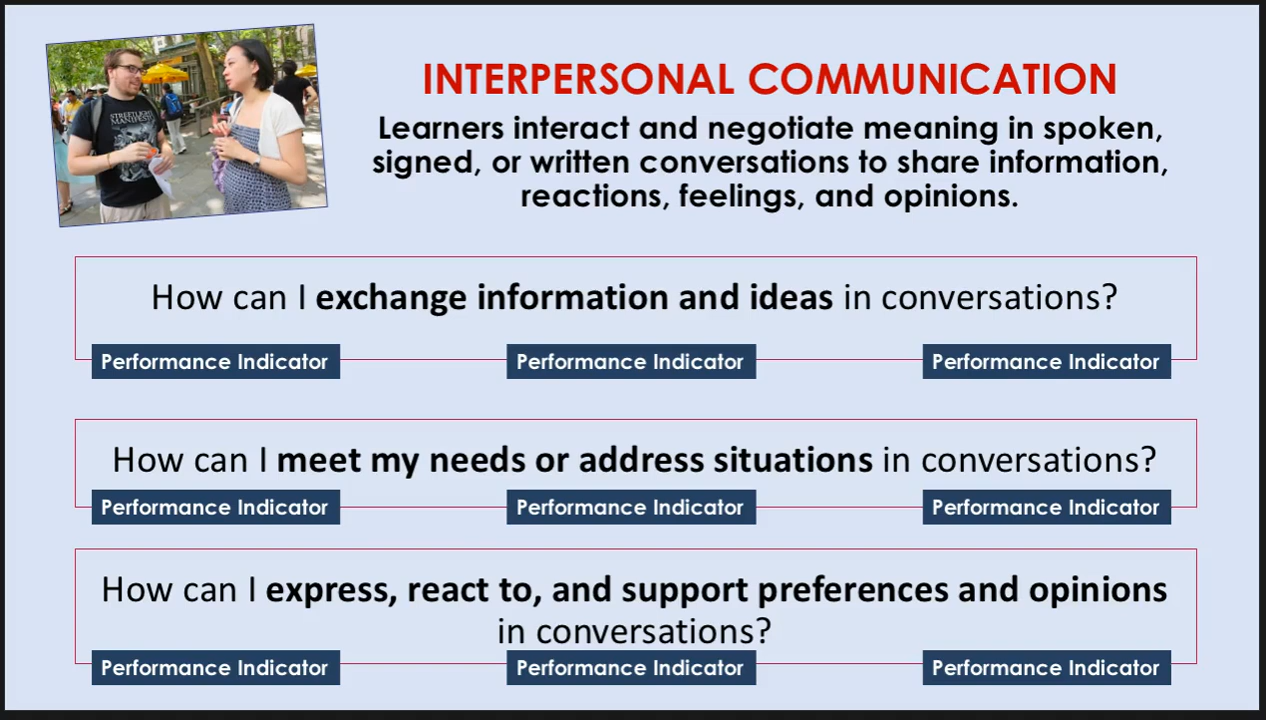 STREETLIGHT
MANIFESTO
INTERPERSONAL COMMUNICATION
Learners interact and negotiate meaning in spoken,
signed, or written conversations to share information,
reactions, feelings, and opinions.
How can I exchange information and ideas in conversations?
Performance Indicator Performance Indicator Performance Indicator
How can I meet my needs or address situations in conversations?
Performance Indicator Performance Indicator Performance Indicator
How can I express, react to, and support preferences and opinions
in conversations?
Performance Indicator Performance Indicator Performance Indicator